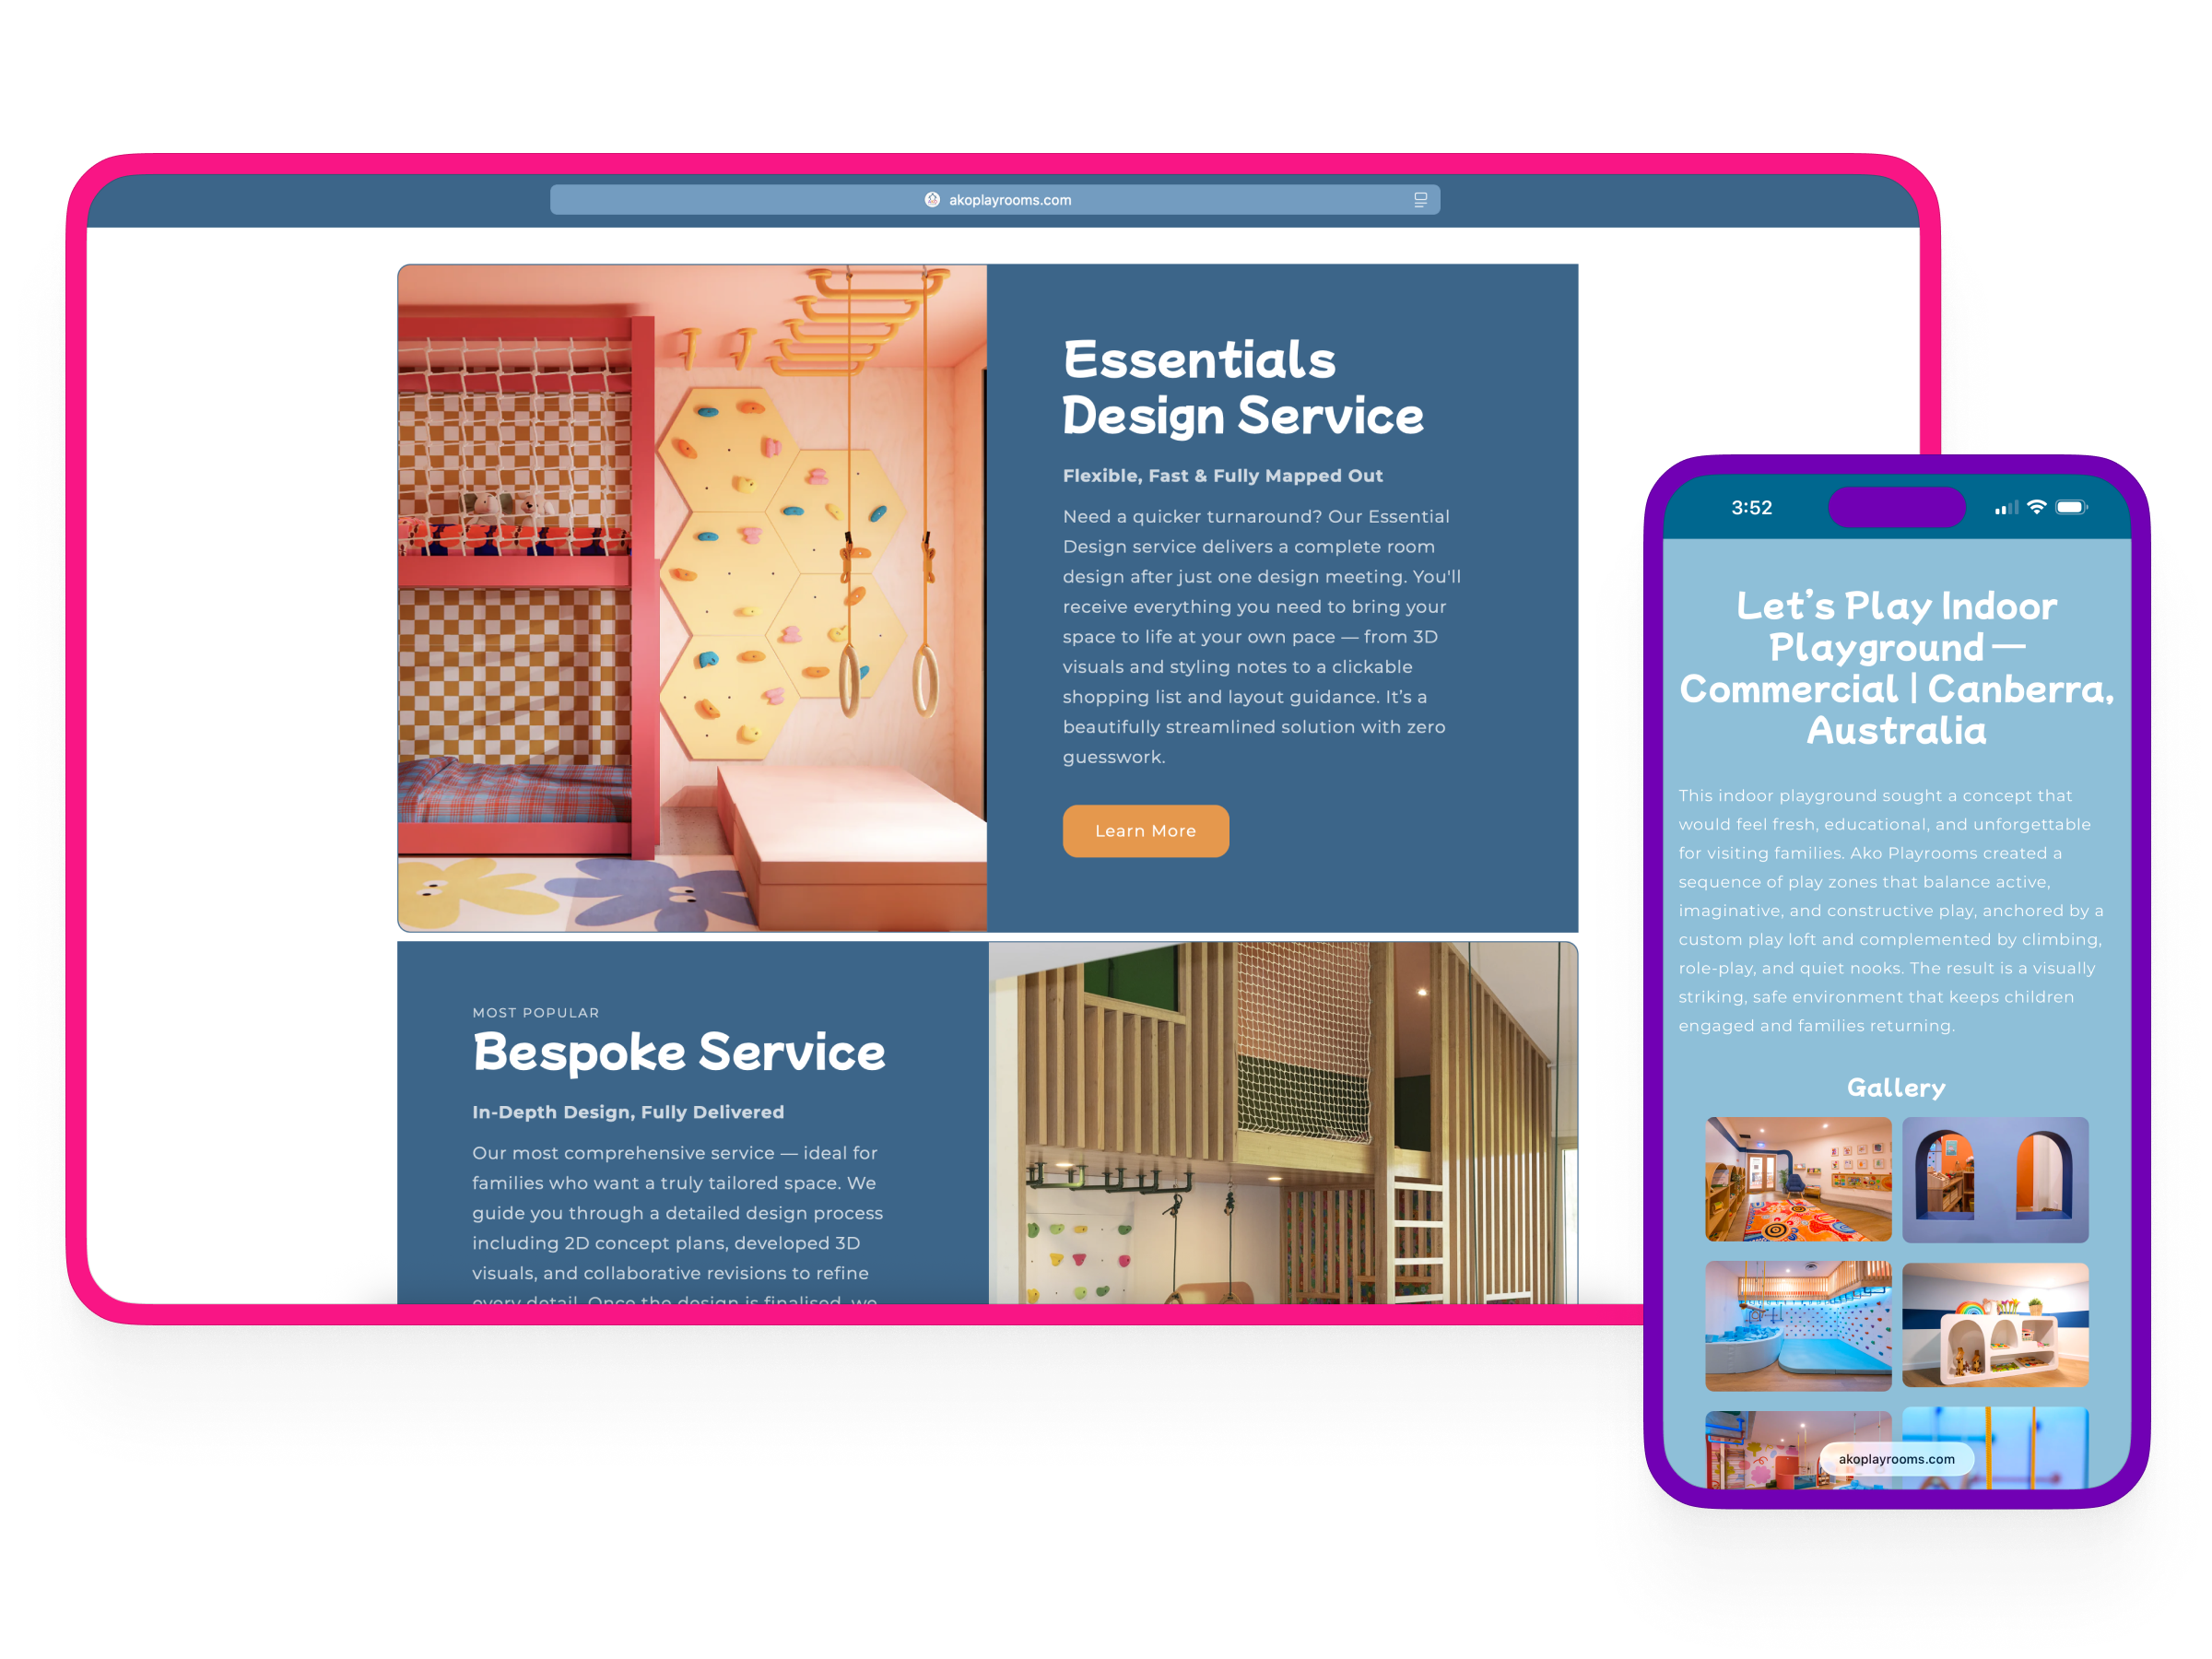 akoplayrooms.com
Essentials
Design Service
Flexible, Fast & Fully Mapped Out
Need a quicker turnaround? Our Essential
Design service delivers a complete room
design after just one design meeting. You'll
receive everything you need to bring your
space to life at your own pace — from 3D
visuals and styling notes to a clickable
shopping list and layout guidance. It's a
beautifully streamlined solution with zero
guesswork.
Learn More
MOST POPULAR
Bespoke Service
In-Depth Design, Fully Delivered
Our most comprehensive service — ideal for
families who want a truly tailored space. We
guide you through a detailed design process
including 2D concept plans, developed 3D
visuals, and collaborative revisions to refine
every detail. Once the design is finalised, we
3:52
Let's Play Indoor
Playground —
Commercial | Canberra,
Australia
This indoor playground sought a concept that
would feel fresh, educational, and unforgettable
for visiting families. Ako Playrooms created a
sequence of play zones that balance active,
imaginative, and constructive play, anchored by a
custom play loft and complemented by climbing,
role-play, and quiet nooks. The result is a visually
striking, safe environment that keeps children
engaged and families returning.
Gallery
akoplayrooms.com